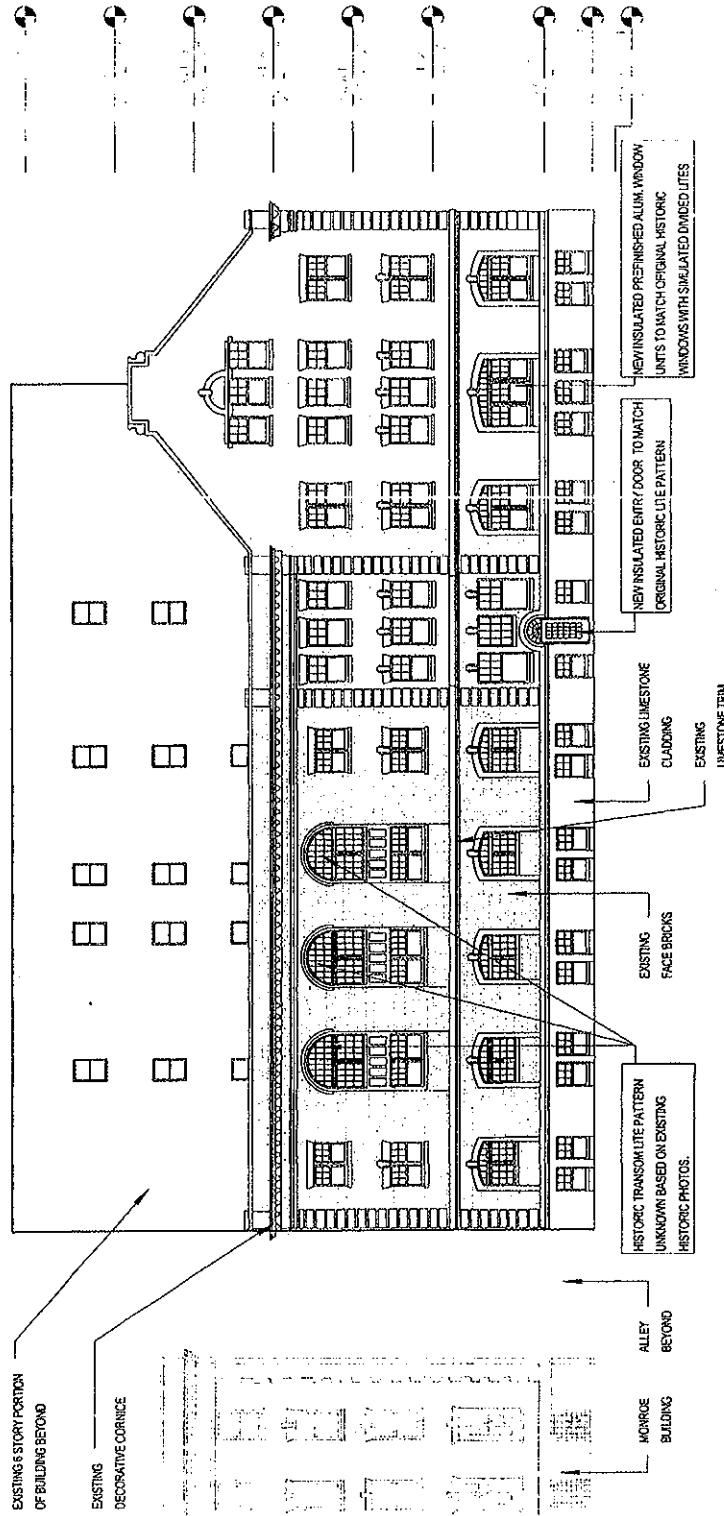 EXISTING 6 STORY PORTION
OF BUILDING BEYOND
EXISTING
DECORATIVE CORNICE
MONROE
BUILDING
ALLEY
BEYOND
HISTORIC TRANSOM LITE PATTERN
UNKNOWN BASED ON EXISTING
HISTORIC PHOTOS.
EXISTING
FACE BRICKS
EXISTING LIMESTONE
CLADDING
EXISTING
LIMESTONE TRIM
NEW INSULATED ENTRY DOOR TO MATCH
ORIGINAL HISTORIC LITE PATTERN
NEW INSULATED PREFINISHED ALUM. WINDOW
UNITS TO MATCH ORIGINAL HISTORIC
WINDOWS WITH SIMULATED DIVIDED LITES